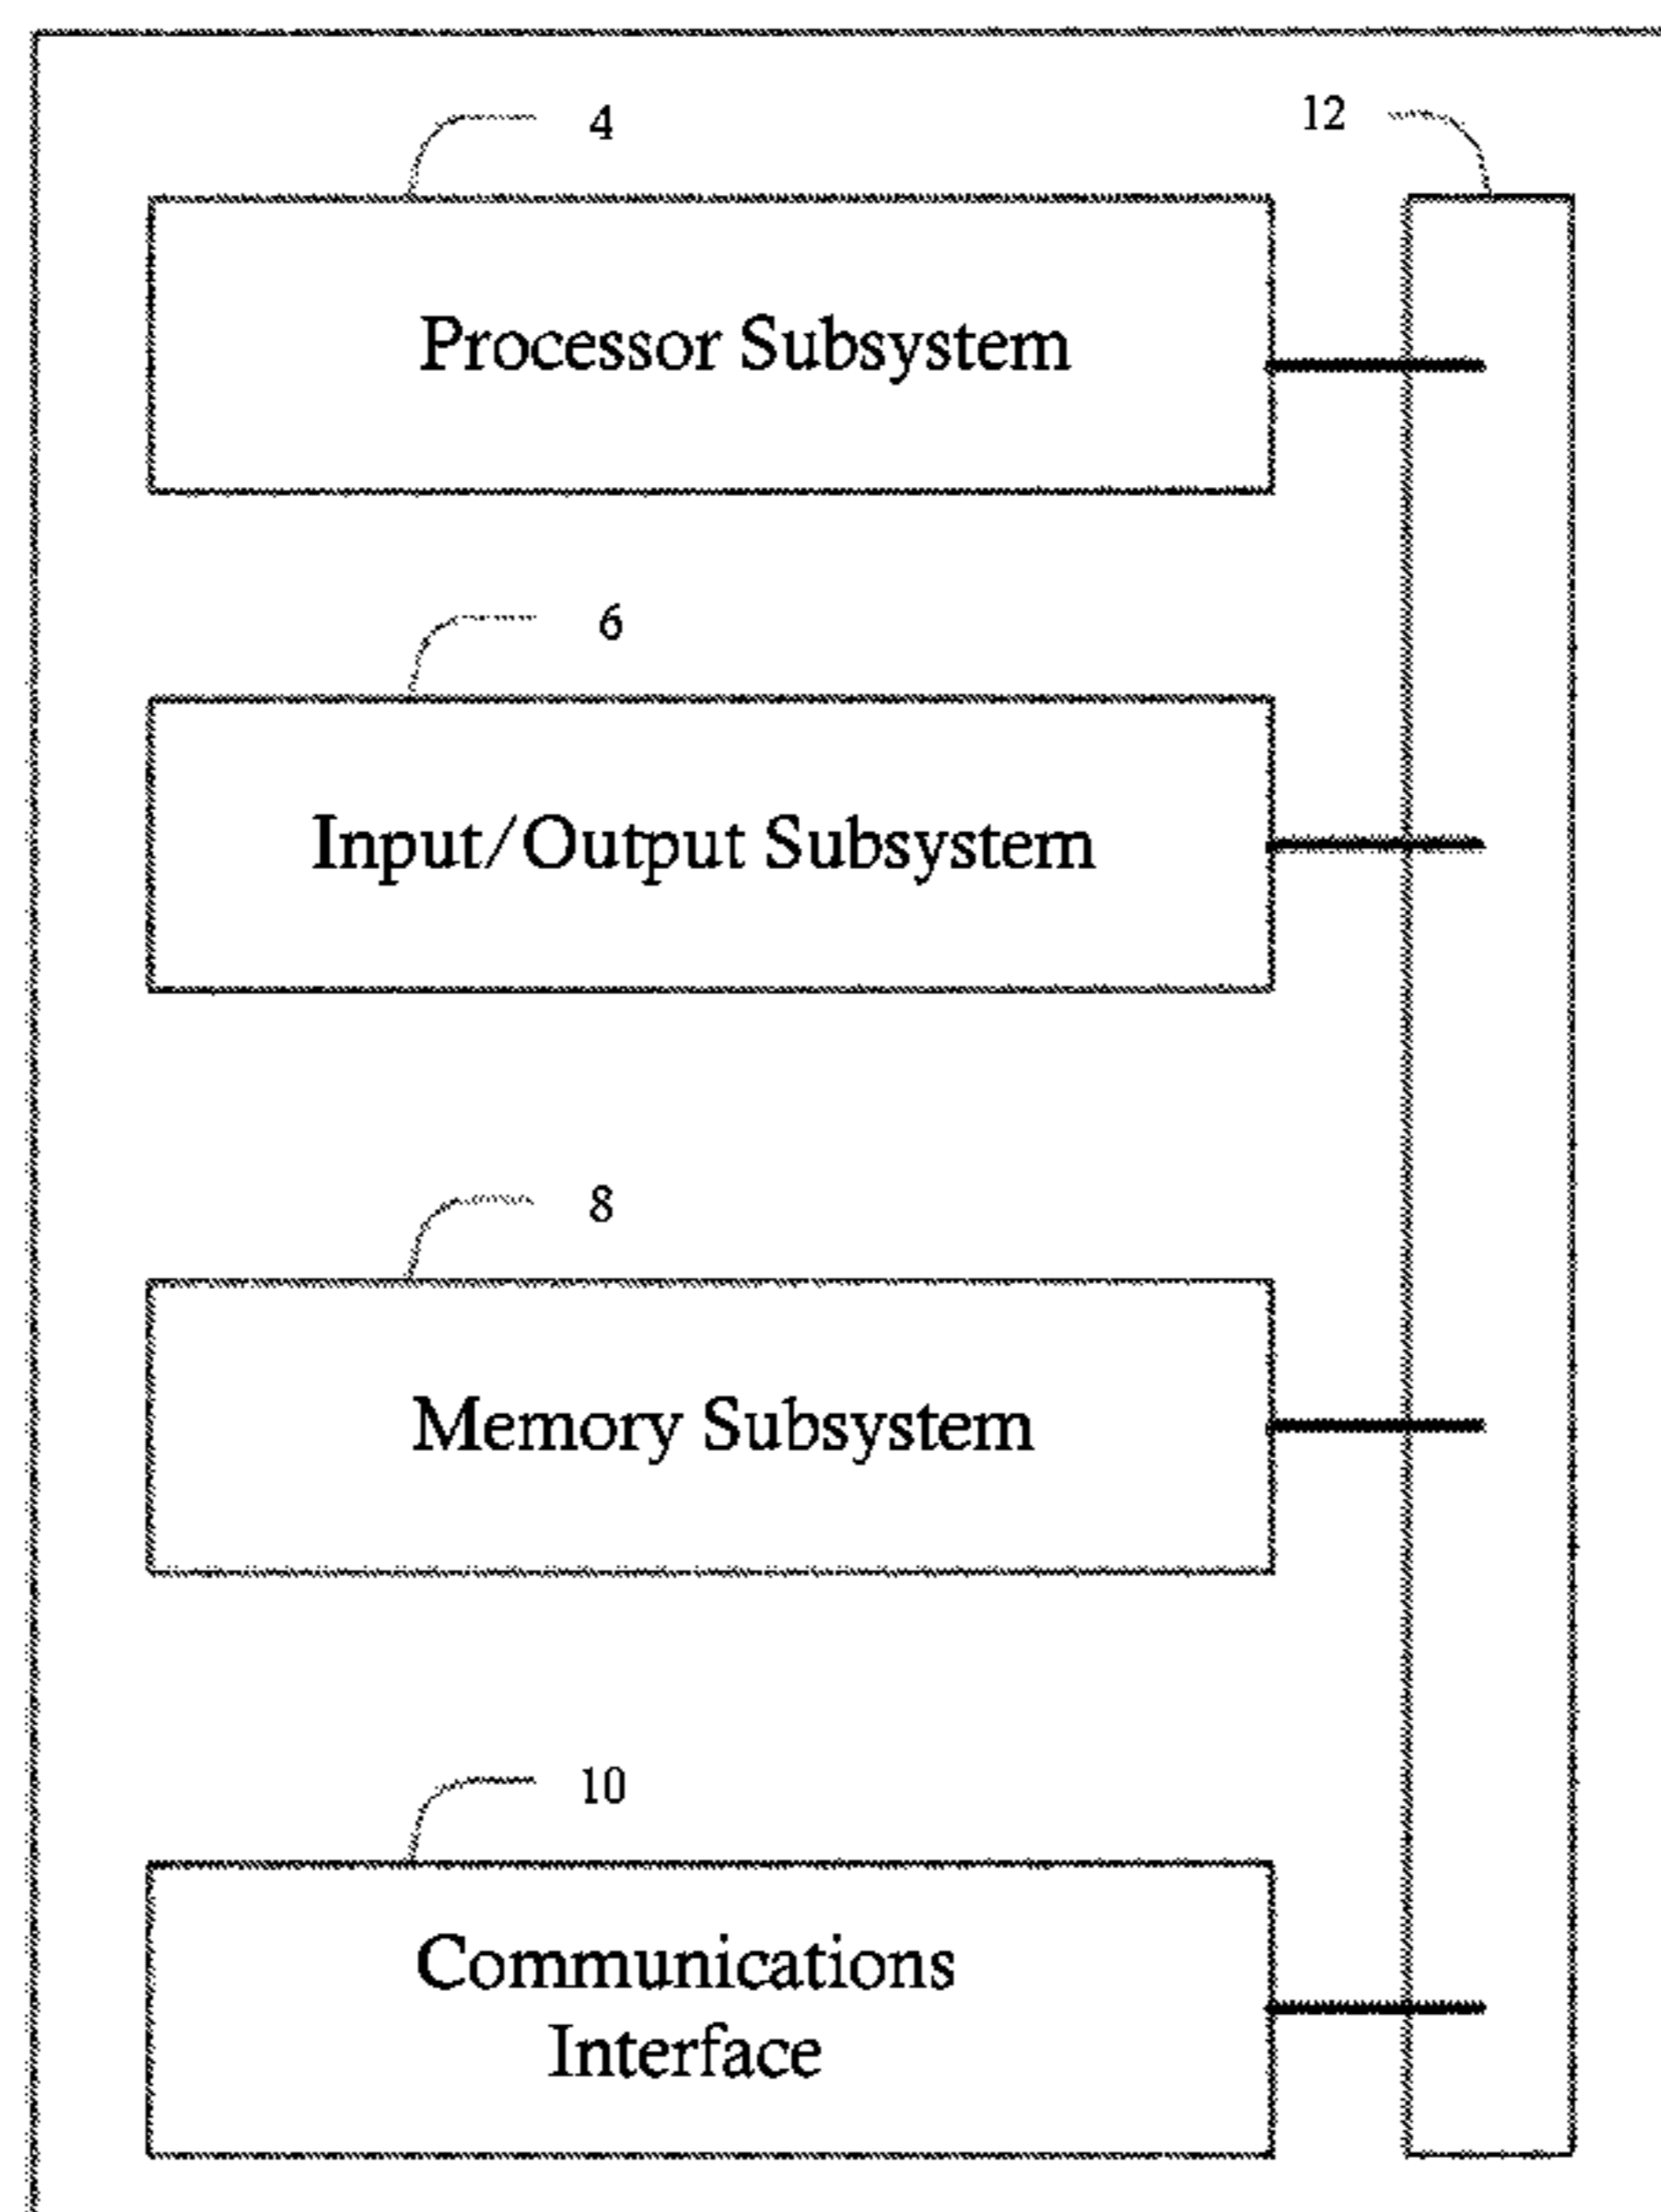 4
12
Processor Subsystem
6
Input/Output Subsystem
8
Memory Subsystem
10
Communications
Interface